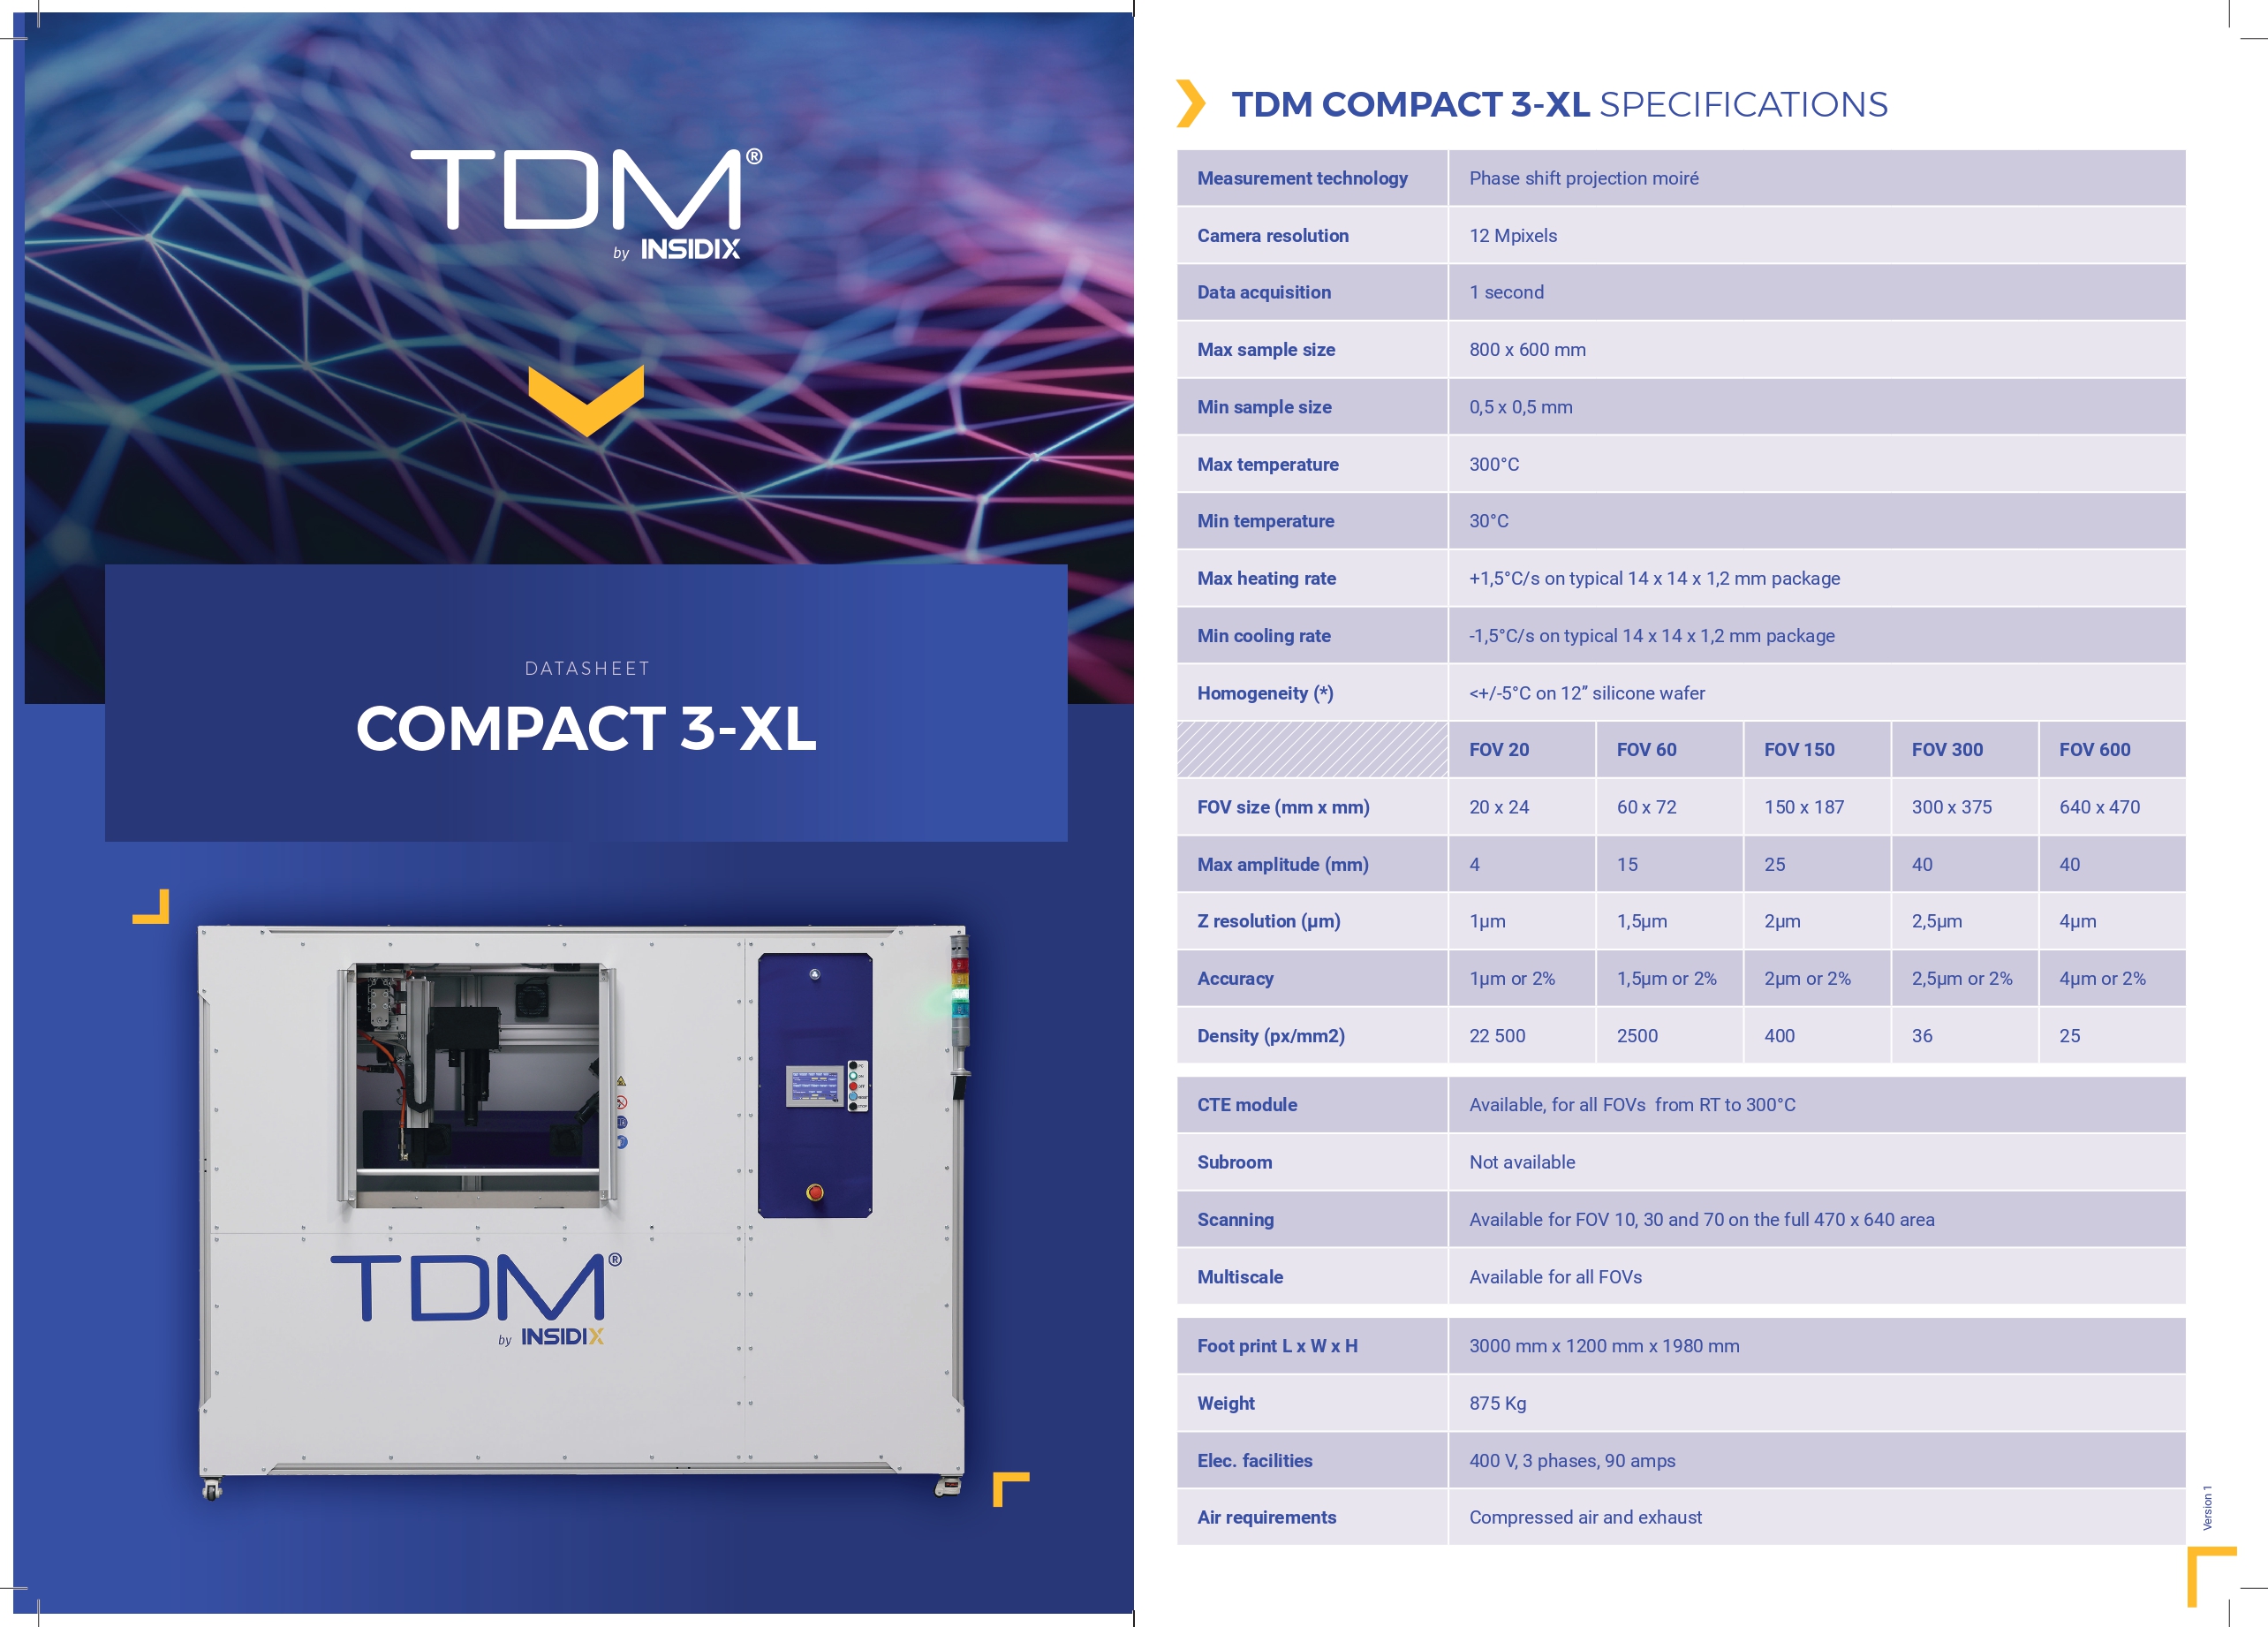 TDM®
by INSIDIX
DATASHEET
COMPACT 3-XL
TDM®
by INSIDIX
TDM COMPACT 3-XL SPECIFICATIONS
Measurement technology Phase shift projection moiré
Camera resolution 12 Mpixels
Data acquisition 1 second
Max sample size 800 x 600 mm
Min sample size 0,5 x 0,5 mm
Max temperature 300°C
Min temperature 30°C
Max heating rate +1,5°C/s on typical 14 x 14 x 1,2 mm package
Min cooling rate -1,5°C/s on typical 14 x 14 x 1,2 mm package
Homogeneity (*) <+/-5°C on 12” silicone wafer
FOV 20 FOV 60 FOV 150 FOV 300 FOV 600
FOV size (mm x mm) 20 x 24 60 x 72 150 x 187 300 x 375 640 x 470
Max amplitude (mm) 4 15 25 40 40
Z resolution (µm) 1µm 1,5µm 2µm 2,5µm 4µm
Accuracy 1µm or 2% 1,5µm or 2% 2µm or 2% 2,5µm or 2% 4µm or 2%
Density (px/mm2) 22 500 2500 400 36 25
CTE module Available, for all FOVs  from RT to 300°C
Subroom Not available
Scanning Available for FOV 10, 30 and 70 on the full 470 x 640 area
Multiscale Available for all FOVs
Foot print L x W x H 3000 mm x 1200 mm x 1980 mm
Weight 875 Kg
Elec. facilities 400 V, 3 phases, 90 amps
Air requirements Compressed air and exhaust
Version 1